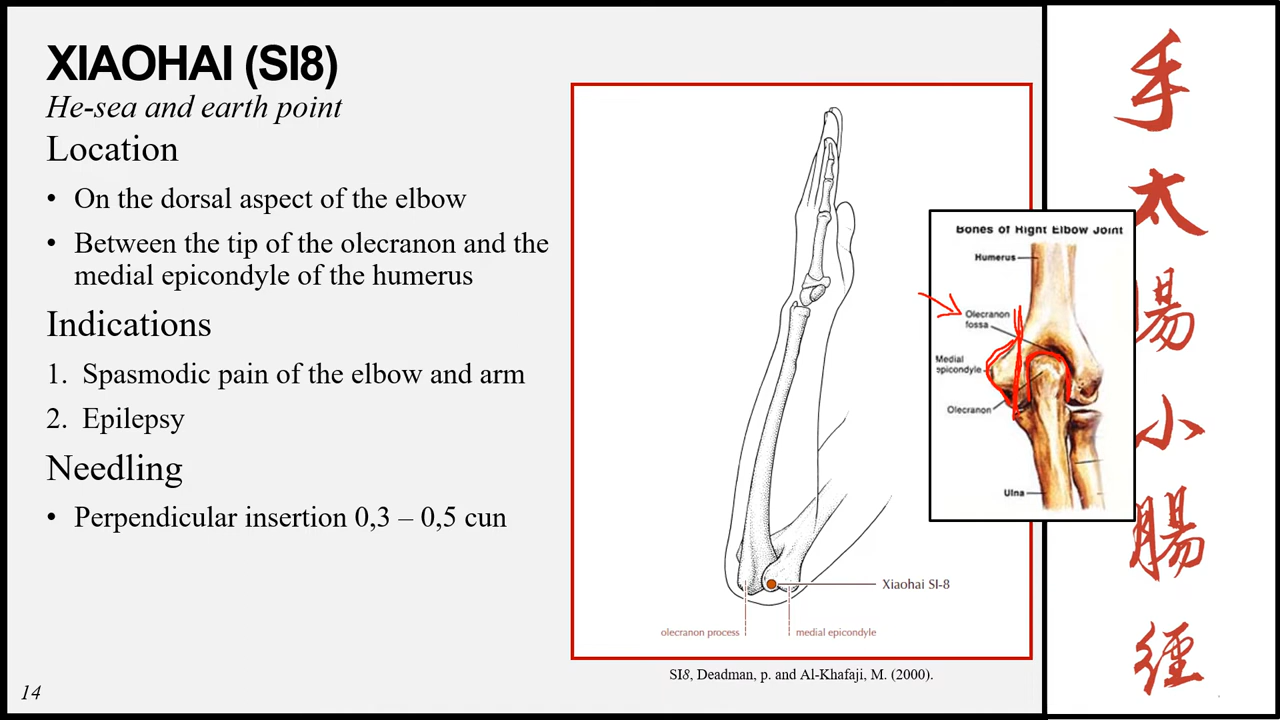 XIAOHAI (SI8)
He-sea and earth point
Location
• On the dorsal aspect of the elbow
• Between the tip of the olecranon and the
medial epicondyle of the humerus
Indications
1. Spasmodic pain of the elbow and arm
2. Epilepsy
Needling
• Perpendicular insertion 0,3 – 0,5 cun
14
Xiaohai SI-8
olecranon process
medial epicondyle
SI8, Deadman, p. and Al-Khafaji, M. (2000).
Bones of Right Elbow Joint
Humerus
Olecranon
fossa
Medial
epicondyle
Olecranon
Ulna
手
太
陽
小
腸
經